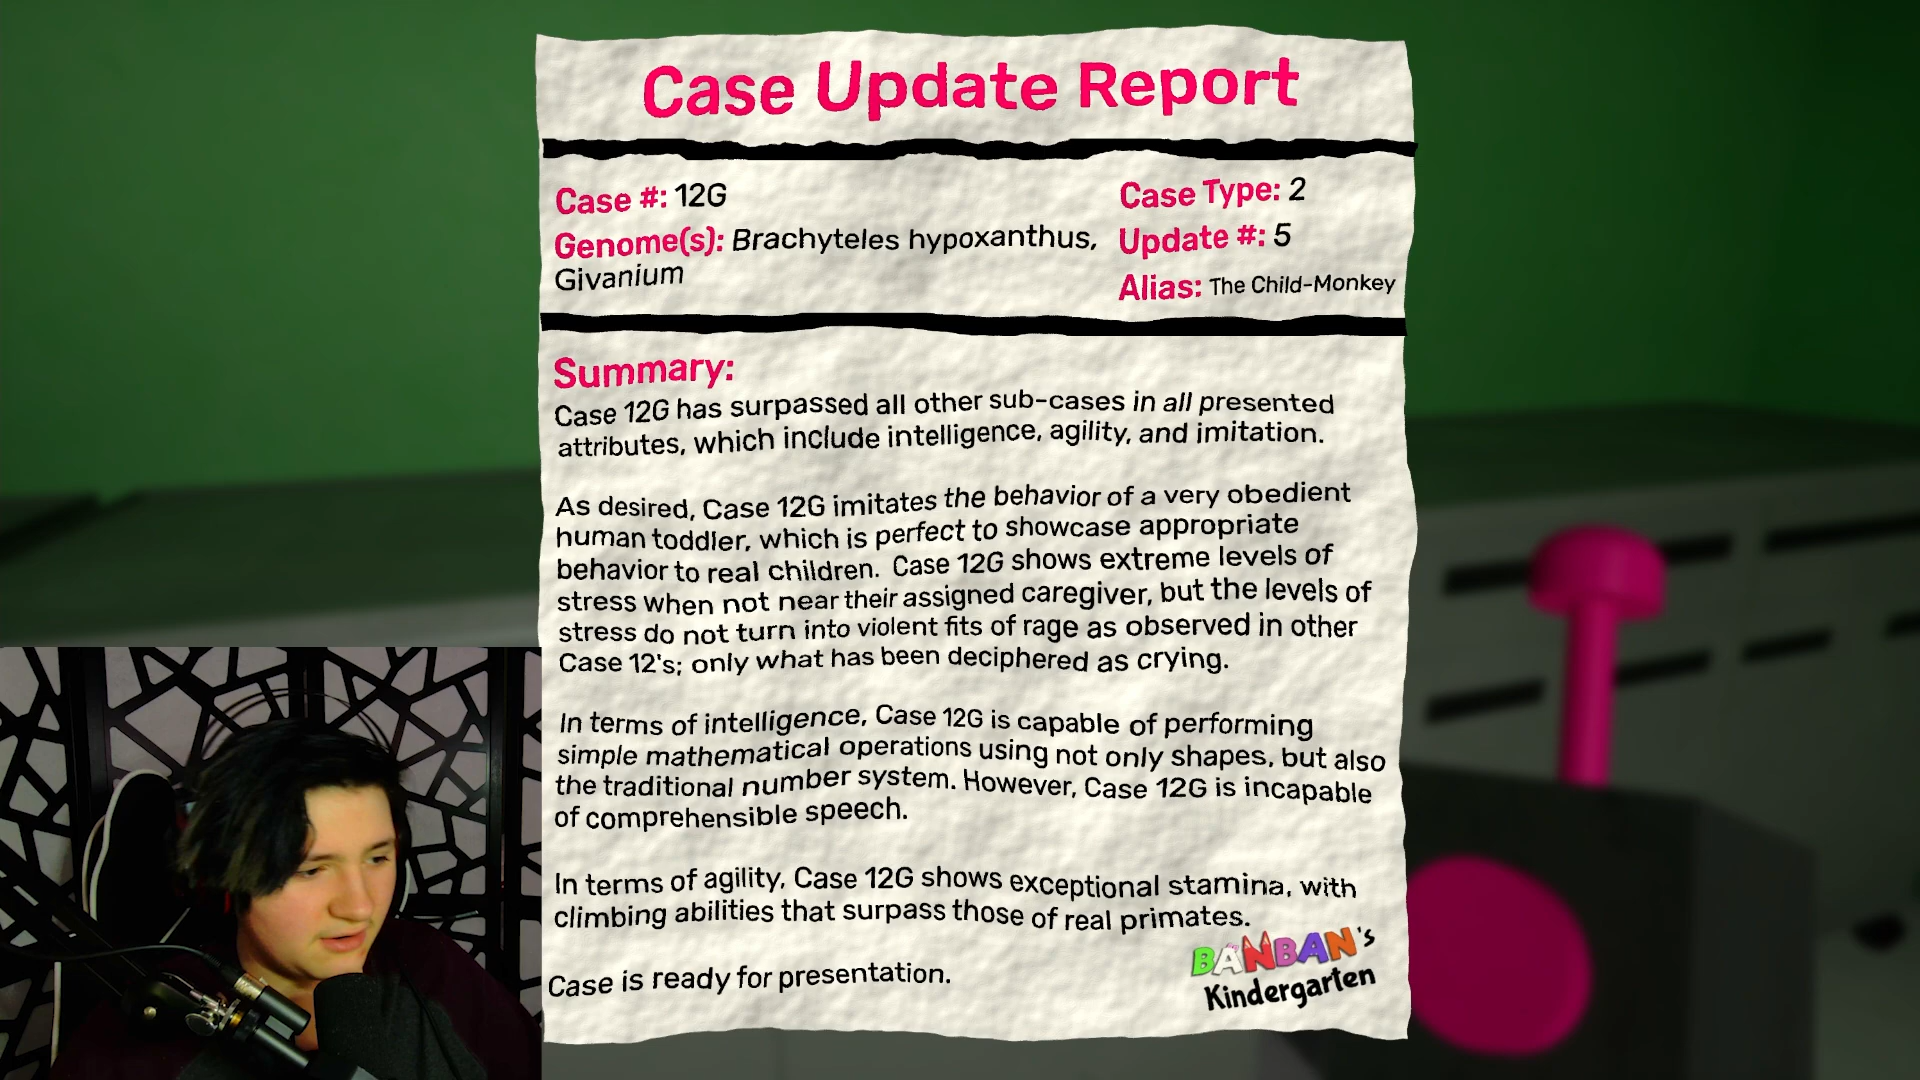 Case Update Report
Case #: 12G
Genome(s): Brachyteles hypoxanthus,
Givanium
Case Type: 2
Update #: 5
Alias: The Child-Monkey
Summary:
Case 12G has surpassed all other sub-cases in all presented
attributes, which include intelligence, agility, and imitation.
As desired, Case 12G imitates the behavior of a very obedient
human toddler, which is perfect to showcase appropriate
behavior to real children. Case 12G shows extreme levels of
stress when not near their assigned caregiver, but the levels of
stress do not turn into violent fits of rage as observed in other
Case 12's; only what has been deciphered as crying.
In terms of intelligence, Case 12G is capable of performing
simple mathematical operations using not only shapes, but also
the traditional number system. However, Case 12G is incapable
of comprehensible speech.
In terms of agility, Case 12G shows exceptional stamina, with
climbing abilities that surpass those of real primates.
Case is ready for presentation.
BANBAN's
Kindergarten